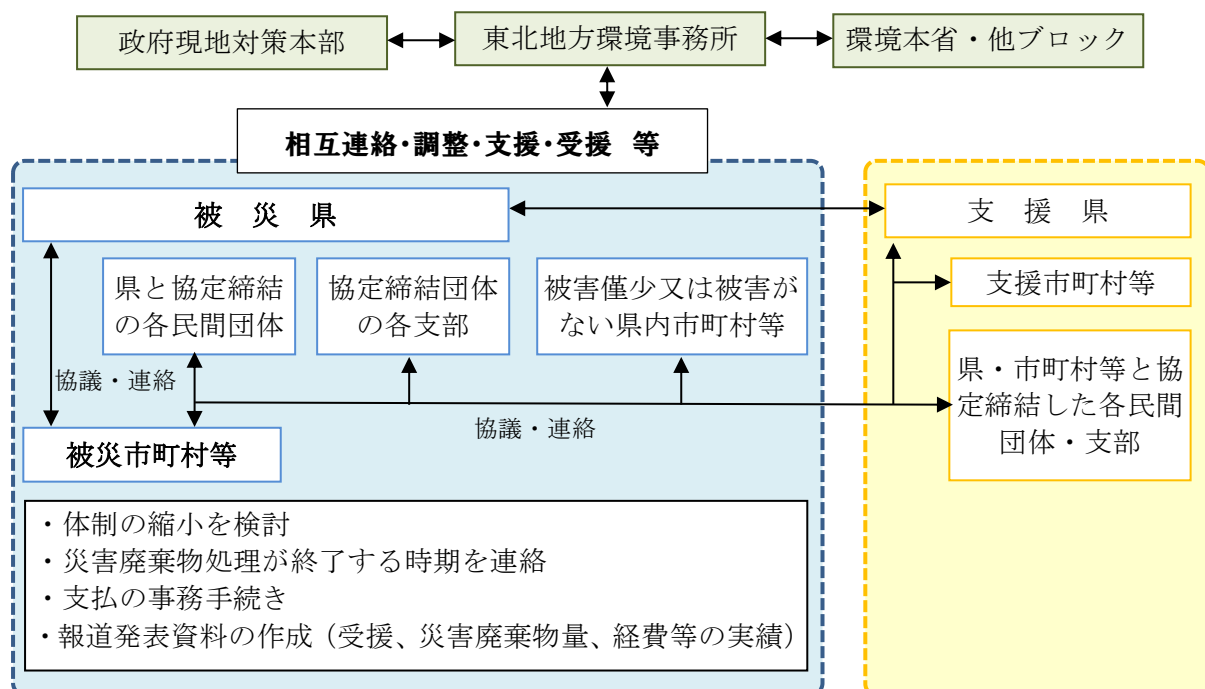 政府現地対策本部
東北地方環境事務所
環境本省・他ブロック
相互連絡・調整・支援・受援 等
被 災 県
支 援 県
県と協定締結
の各民間団体
協定締結団体
の各支部
被害僅少又は被害が
ない県内市町村等
支援市町村等
県・市町村等と協
定締結した各民間
団体・支部
協議・連絡
協議・連絡
被災市町村等
・体制の縮小を検討
・災害廃棄物処理が終了する時期を連絡
・支払の事務手続き
・報道発表資料の作成（受援、災害廃棄物量、経費等の実績）